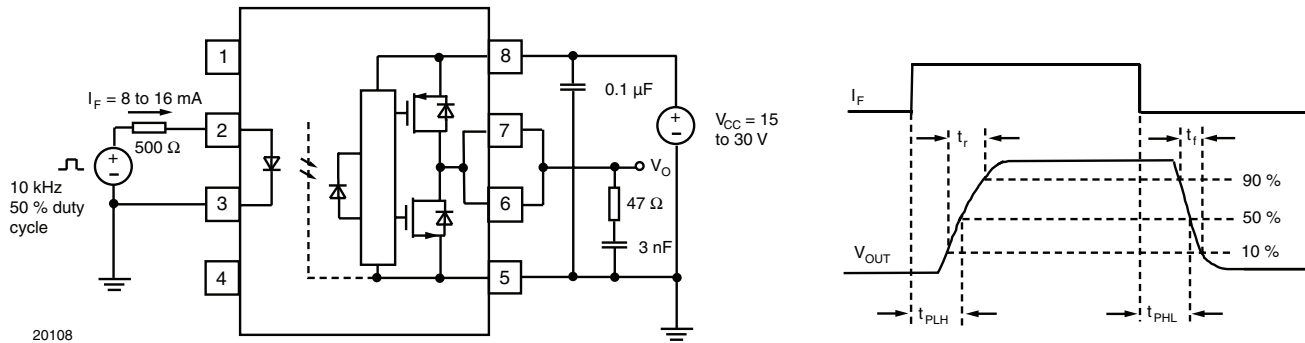 1
8
I_F = 8 to 16 mA
0.1 µF
2
7
V_CC = 15
to 30 V
500 Ω
+
-
+
-
V_O
10 kHz
50 % duty
cycle
3
6
47 Ω
3 nF
4
5
20108
I_F
t_r
t_f
90 %
50 %
10 %
V_OUT
t_PLH
t_PHL